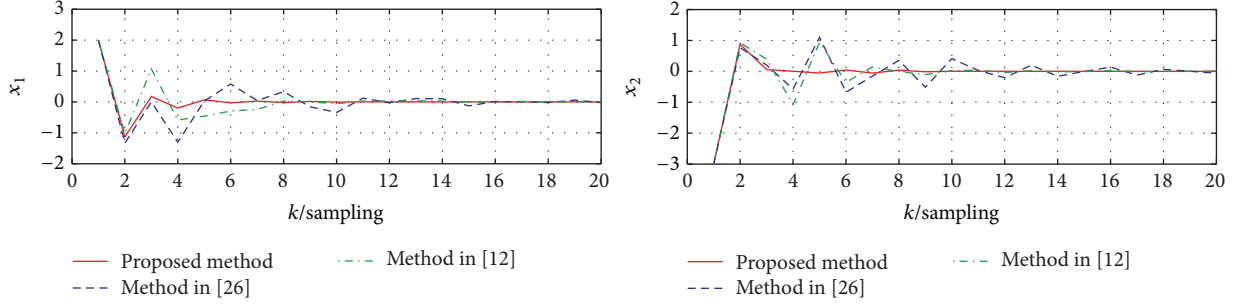 3
2
1
0
−1
−2
x1
0 2 4 6 8 10 12 14 16 18 20
k/sampling
Proposed method
Method in [26]
Method in [12]
2
1
0
−1
−2
−3
x2
0 2 4 6 8 10 12 14 16 18 20
k/sampling
Proposed method
Method in [26]
Method in [12]